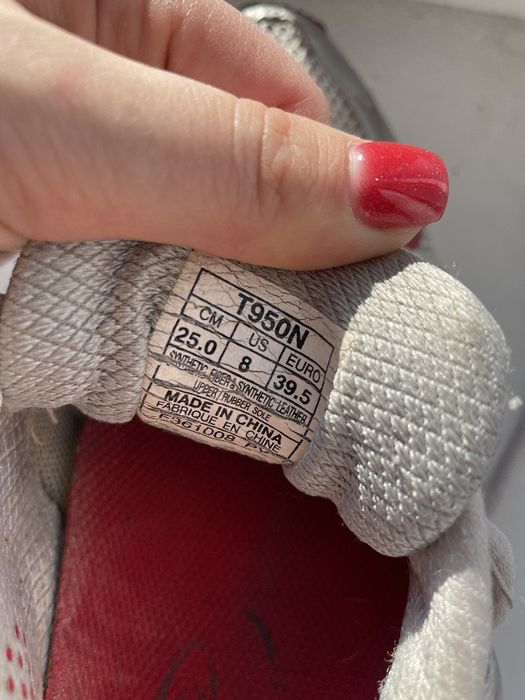 T950N
CM US EURO
25.0 8 39.5
SYNTHETIC FIBER & SYNTHETIC LEATHER
UPPER/RUBBER SOLE
MADE IN CHINA
FABRIQUE EN CHINE